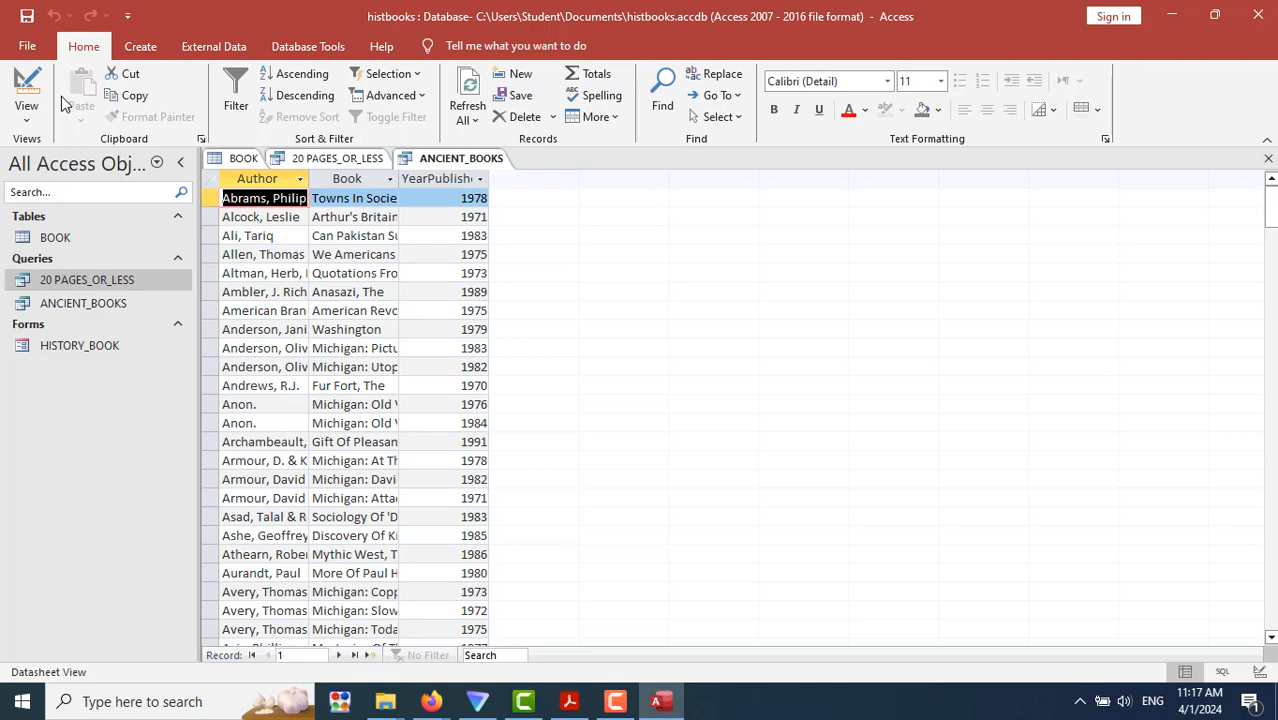 histbooks : Database- C:\Users\Student\Documents\histbooks.accdb (Access 2007 - 2016 file format) - Access
Sign in
File Home Create External Data Database Tools Help Tell me what you want to do
View
Views
Paste
Cut
Copy
Format Painter
Clipboard
Filter
Ascending
Descending
Remove Sort
Selection
Advanced
Toggle Filter
Sort & Filter
Refresh
All
New
Save
Delete
Totals
Spelling
More
Records
Find
Replace
Go To
Select
Find
Calibri (Detail) 11
B I U A
Text Formatting
All Access Obj...
Search...
Tables
BOOK
Queries
20 PAGES_OR_LESS
ANCIENT_BOOKS
Forms
HISTORY_BOOK
BOOK 20 PAGES_OR_LESS ANCIENT_BOOKS
Author Book YearPublish
Abrams, Philip Towns In Socie 1978
Alcock, Leslie Arthur's Britain 1971
Ali, Tariq Can Pakistan Su 1983
Allen, Thomas We Americans 1975
Altman, Herb, Quotations Fro 1973
Ambler, J. Rich Anasazi, The 1989
American Bran American Revo 1975
Anderson, Jani Washington 1979
Anderson, Oliv Michigan: Pictu 1983
Anderson, Oliv Michigan: Utop 1982
Andrews, R.J. Fur Fort, The 1970
Anon. Michigan: Old 1976
Anon. Michigan: Old 1984
Archambeault, Gift Of Pleasan 1991
Armour, D. & K Michigan: At Th 1978
Armour, David Michigan: Davi 1982
Armour, David Michigan: Attac 1971
Asad, Talal & R Sociology Of 'D 1983
Ashe, Geoffrey Discovery Of Ki 1985
Athearn, Rober Mythic West, T 1986
Aurandt, Paul More Of Paul H 1980
Avery, Thomas Michigan: Copp 1973
Avery, Thomas Michigan: Slow 1972
Avery, Thomas Michigan: Toda 1975
Record: 1 No Filter Search
Datasheet View
SQL
Type here to search
ENG
11:17 AM
4/1/2024
1